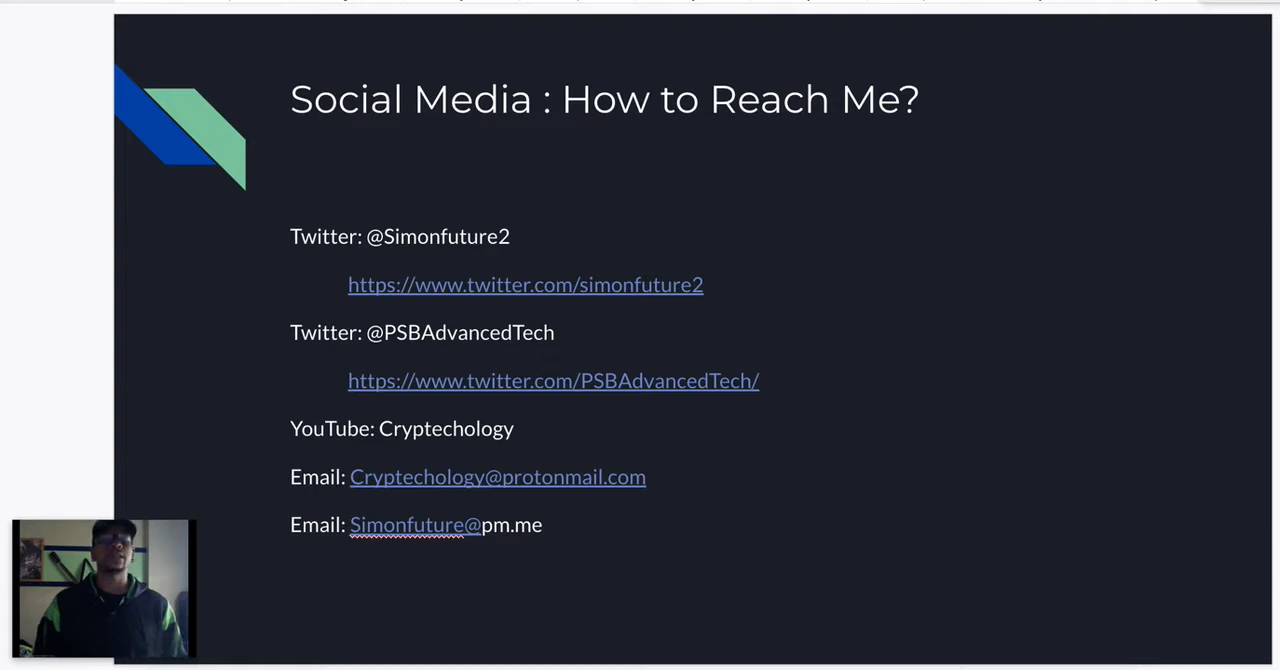 Social Media : How to Reach Me?
Twitter: @Simonfuture2
https://www.twitter.com/simonfuture2
Twitter: @PSBAdvancedTech
https://www.twitter.com/PSBAdvancedTech/
YouTube: Cryptechology
Email: Cryptechology@protonmail.com
Email: Simonfuture@pm.me